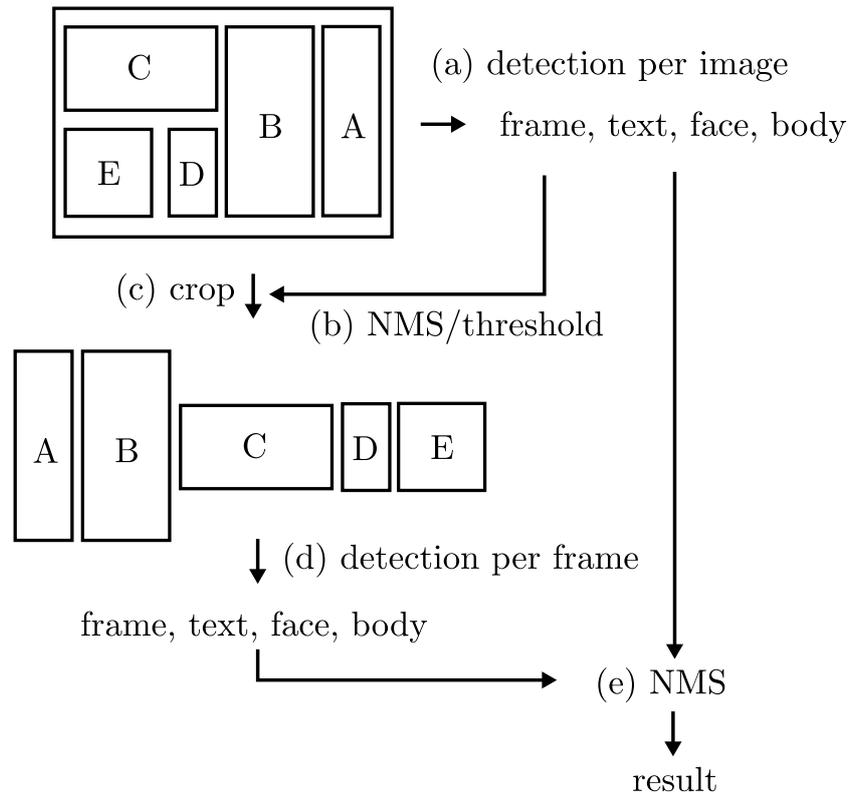 C
B
A
E
D
(a) detection per image
frame, text, face, body
(c) crop
(b) NMS/threshold
A
B
C
D
E
(d) detection per frame
frame, text, face, body
(e) NMS
result